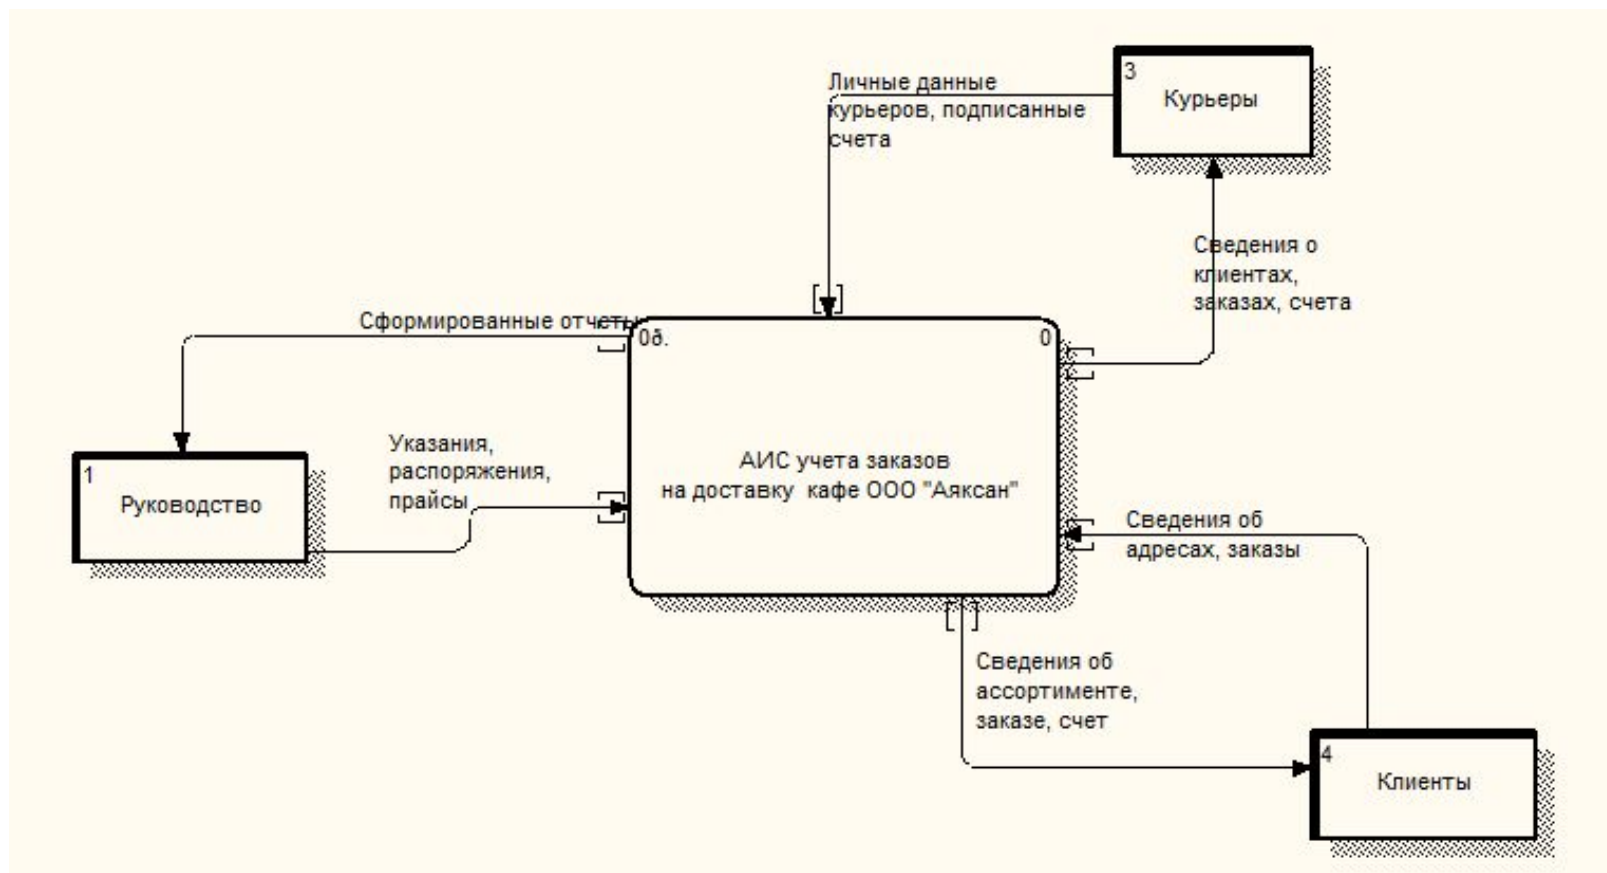 3
Курьеры
Личные данные
курьеров, подписанные
счета
Сведения о
клиентах,
заказах, счета
Сформированные отчеты
0р.
0
АИС учета заказов
на доставку кафе ООО "Аяксан"
Указания,
распоряжения,
прайсы
1
Руководство
Сведения об
адресах, заказы
Сведения об
ассортименте,
заказе, счет
4
Клиенты